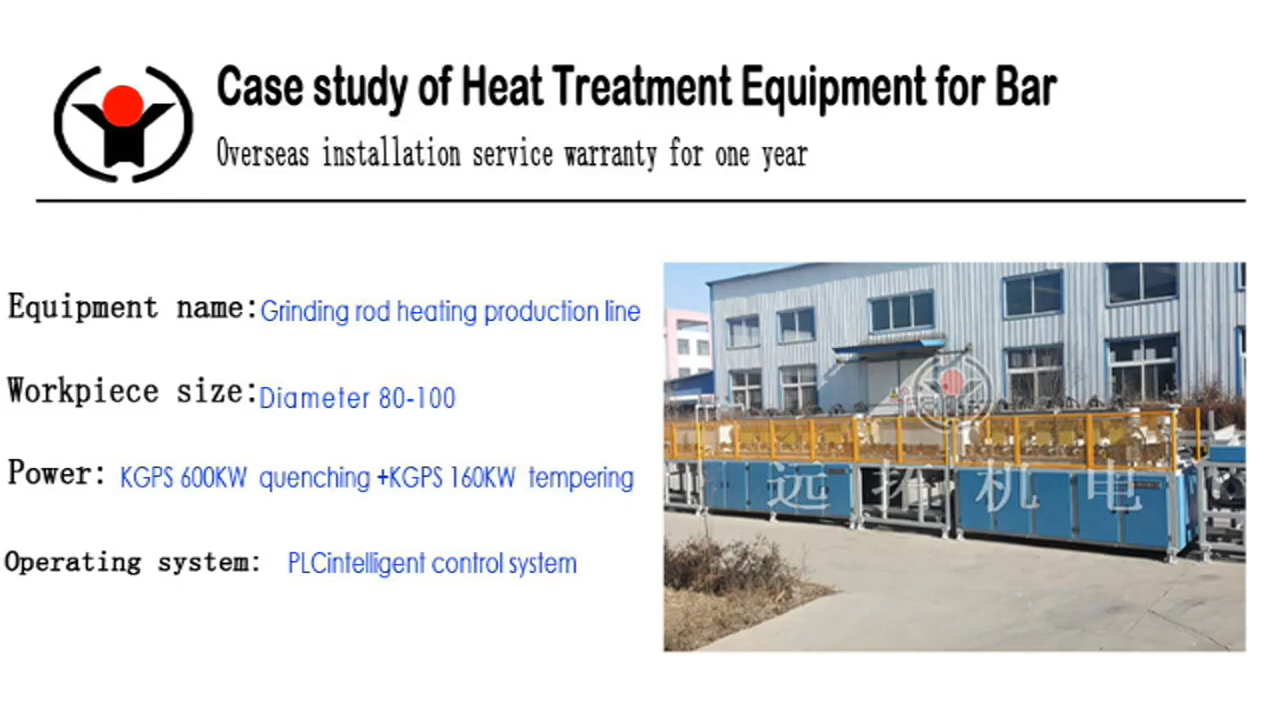 Case study of Heat Treatment Equipment for Bar
Overseas installation service warranty for one year
Equipment name: Grinding rod heating production line
Workpiece size: Diameter 80-100
Power: KGPS 600KW quenching +KGPS 160KW tempering
Operating system: PLCintelligent control system
远拓机电